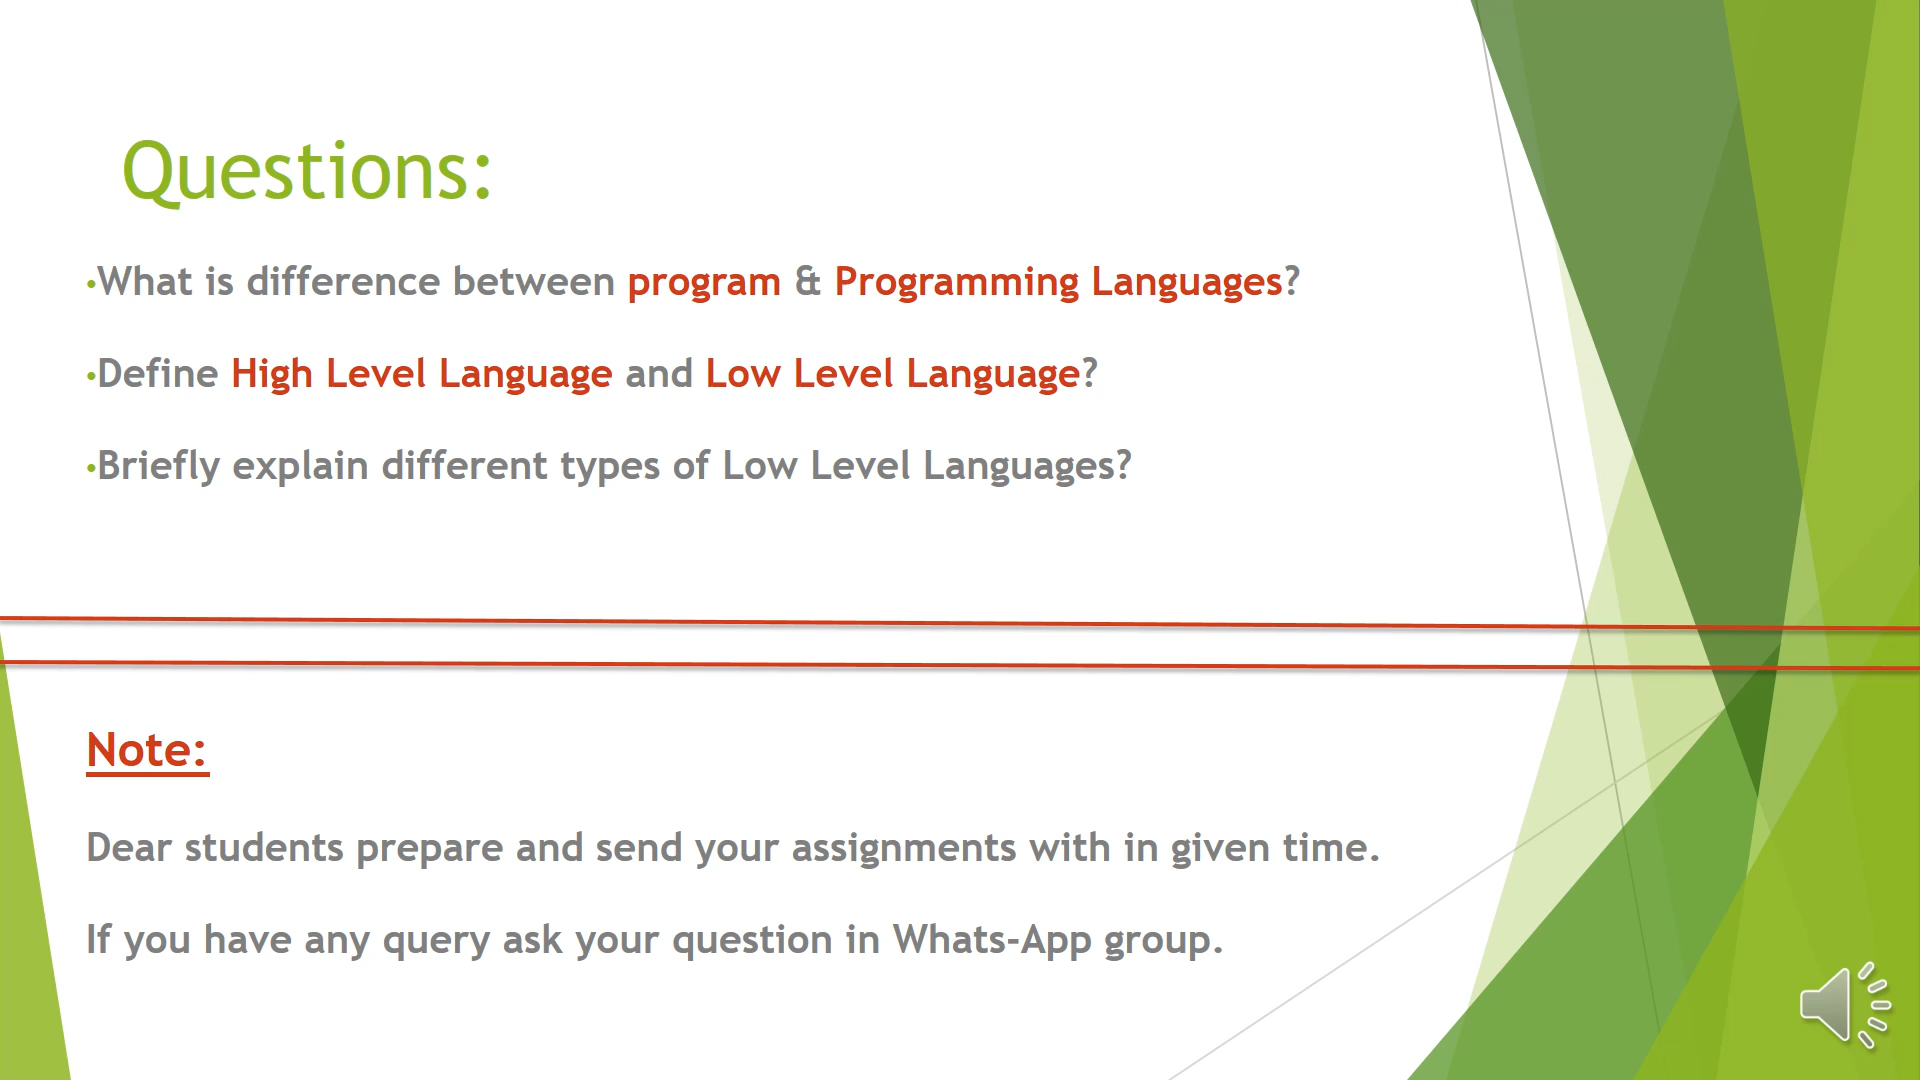 Questions:
•What is difference between program & Programming Languages?
•Define High Level Language and Low Level Language?
•Briefly explain different types of Low Level Languages?
Note:
Dear students prepare and send your assignments with in given time.
If you have any query ask your question in Whats-App group.